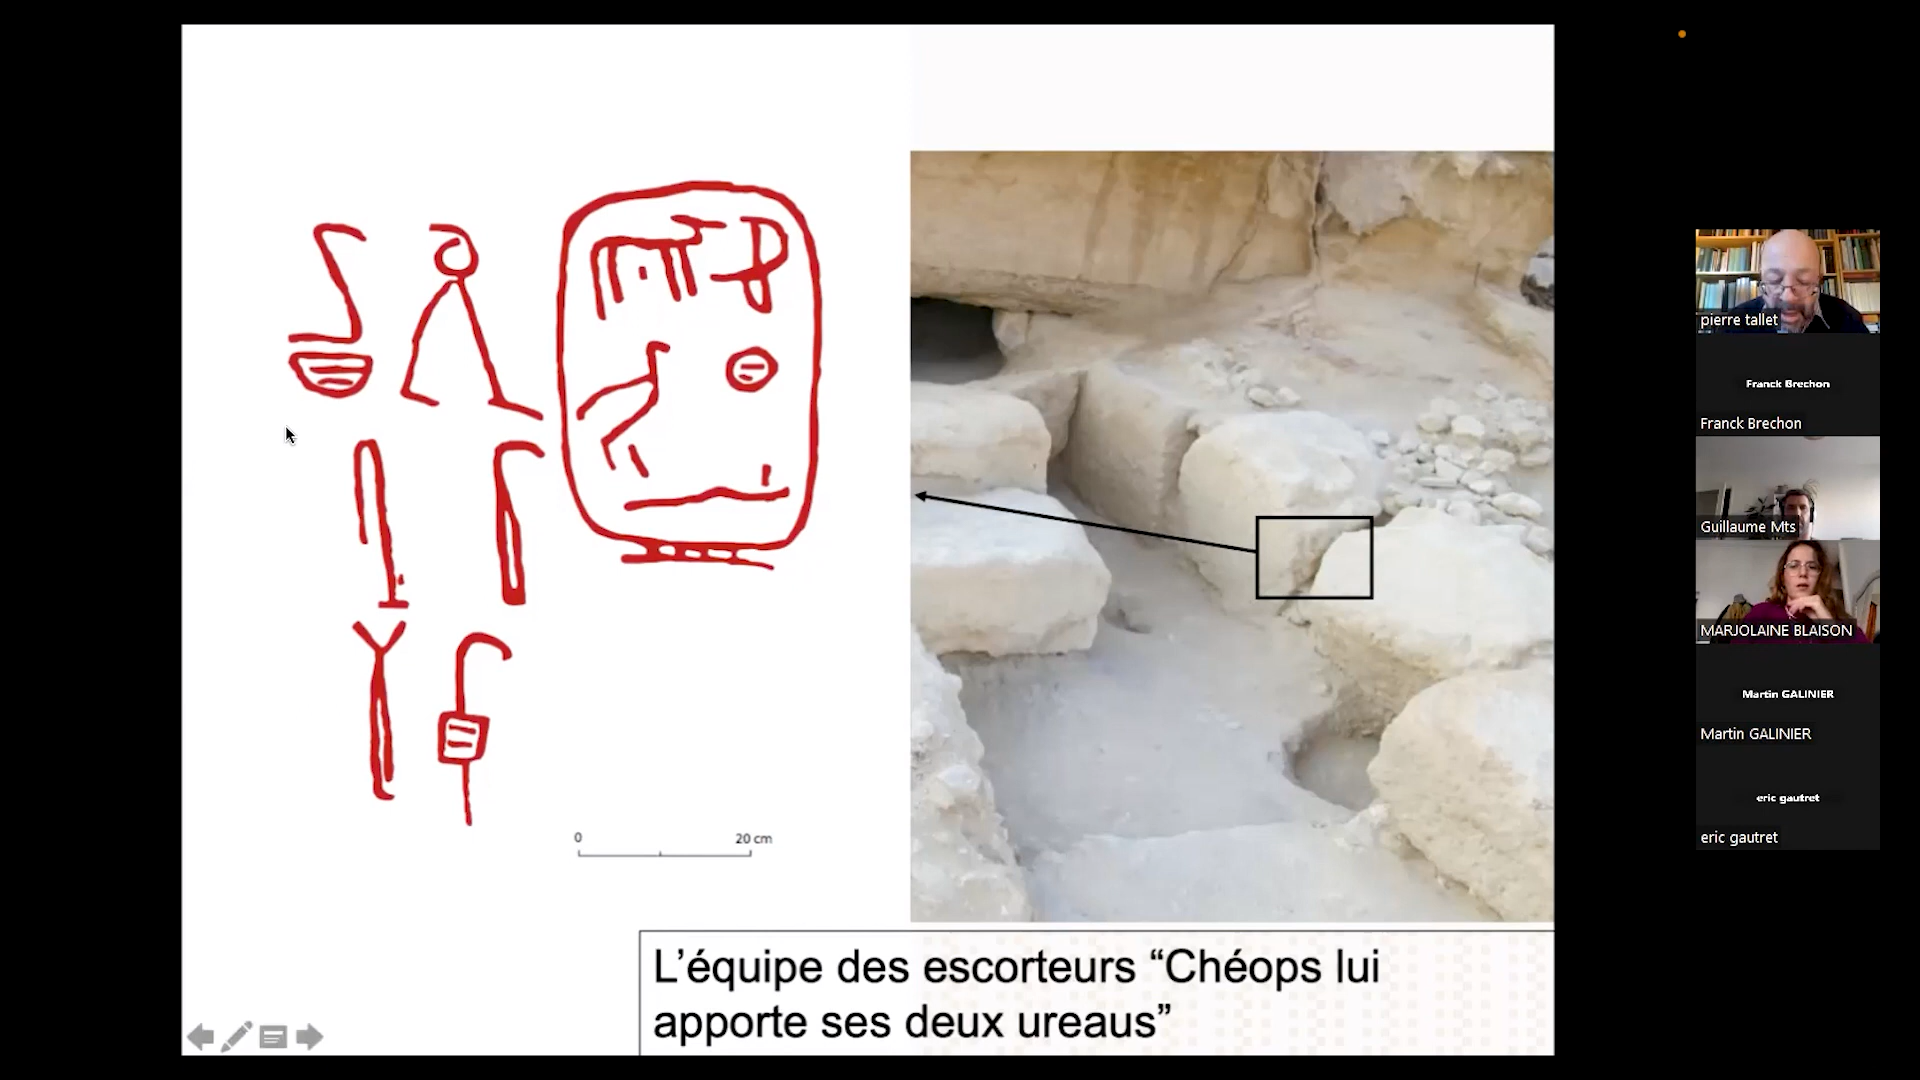 pierre tallet
Franck Brechon
Franck Brechon
Guillaume Mts
MARJOLAINE BLAISON
Martin GALINIER
Martin GALINIER
eric gautret
eric gautret
0 20 cm
L’équipe des escorteurs “Chéops lui
apporte ses deux ureaus”